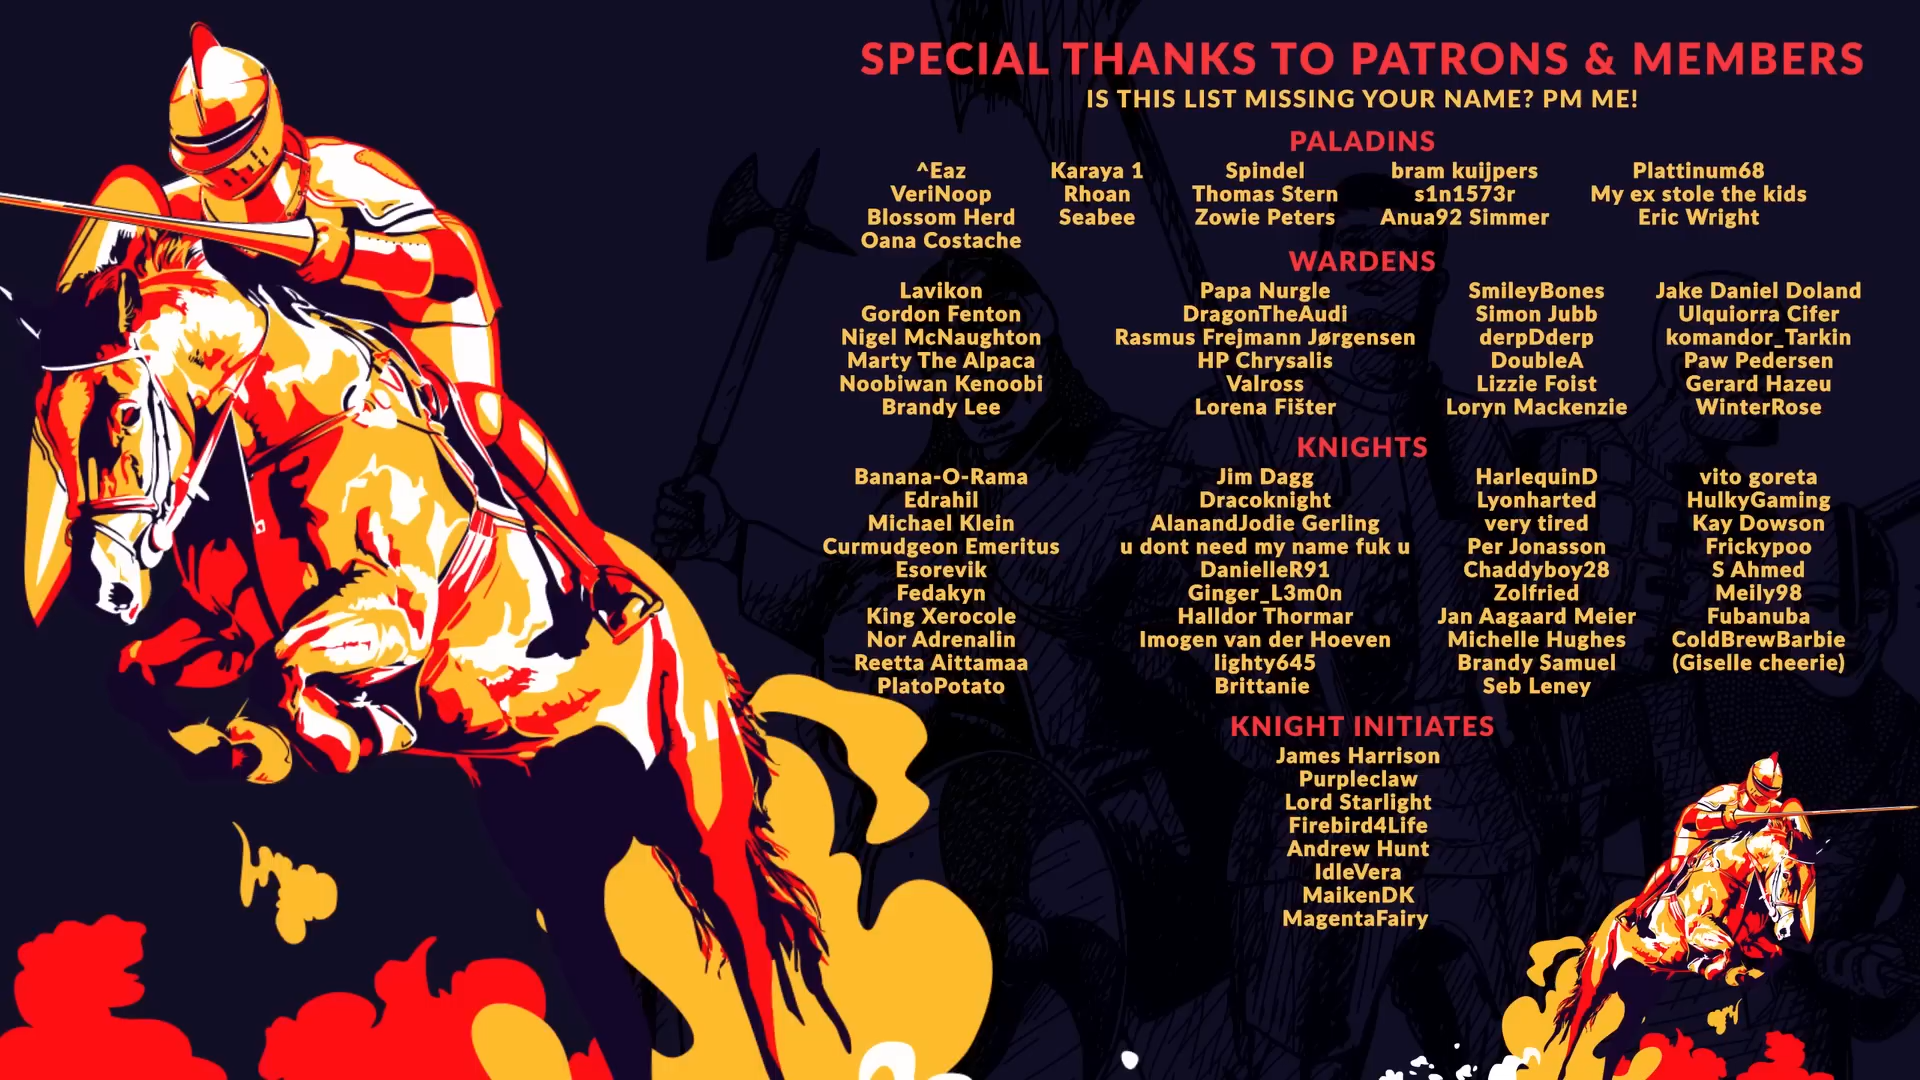 SPECIAL THANKS TO PATRONS & MEMBERS
IS THIS LIST MISSING YOUR NAME? PM ME!
PALADINS
^Eaz Karaya 1 Spindel bram kuijpers Plattinum68
VeriNoop Rhoan Thomas Stern s1n1573r My ex stole the kids
Blossom Herd Seabee Zowie Peters Anua92 Simmer Eric Wright
Oana Costache
WARDENS
Lavikon Papa Nurgle SmileyBones Jake Daniel Doland
Gordon Fenton DragonTheAudi Simon Jubb Ulquiorra Cifer
Nigel McNaughton Rasmus Frejmann Jørgensen derpDderp komandor_Tarkin
Marty The Alpaca HP Chrysalis DoubleA Paw Pedersen
Noobiwan Kenoobi Valross Lizzie Foist Gerard Hazeu
Brandy Lee Lorena Fišter Loryn Mackenzie WinterRose
KNIGHTS
Banana-O-Rama Jim Dagg HarlequinD vito goreta
Edrahil Dracoknight Lyonharted HulkyGaming
Michael Klein AlanandJodie Gerling very tired Kay Dowson
Curmudgeon Emeritus u dont need my name fuk u Per Jonasson Frickypoo
Esorevik DanielleR91 Chaddyboy28 S Ahmed
Fedakyn Ginger_L3m0n Zolfried Meily98
King Xerocole Halldor Thormar Jan Aagaard Meier Fubanuba
Nor Adrenalin Imogen van der Hoeven Michelle Hughes ColdBrewBarbie
Reetta Aittamaa lighty645 Brandy Samuel (Giselle cheerie)
PlatoPotato Brittanie Seb Leney
KNIGHT INITIATES
James Harrison
Purpleclaw
Lord Starlight
Firebird4Life
Andrew Hunt
IdleVera
MaikenDK
MagentaFairy